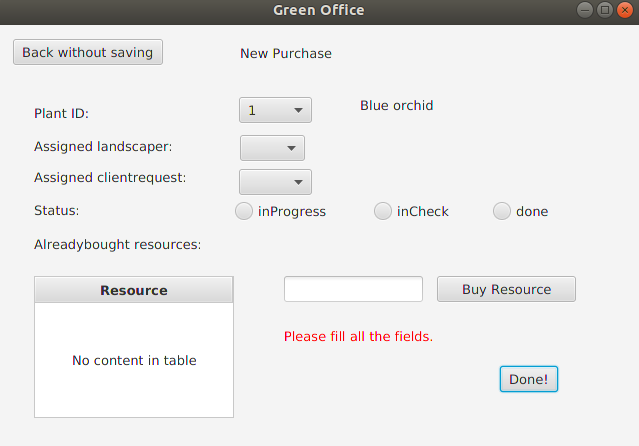 Green Office
Back without saving
New Purchase
Plant ID:
1
Blue orchid
Assigned landscaper:
Assigned clientrequest:
Status:
inProgress
inCheck
done
Alreadybought resources:
Resource
Buy Resource
Please fill all the fields.
No content in table
Done!